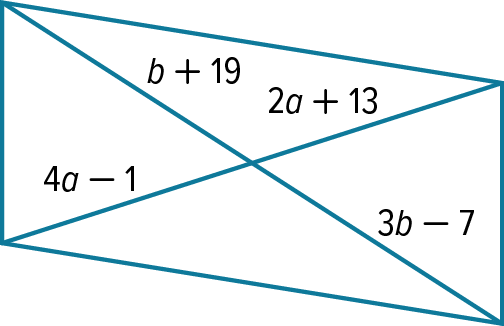 b + 19
2a + 13
4a − 1
3b − 7